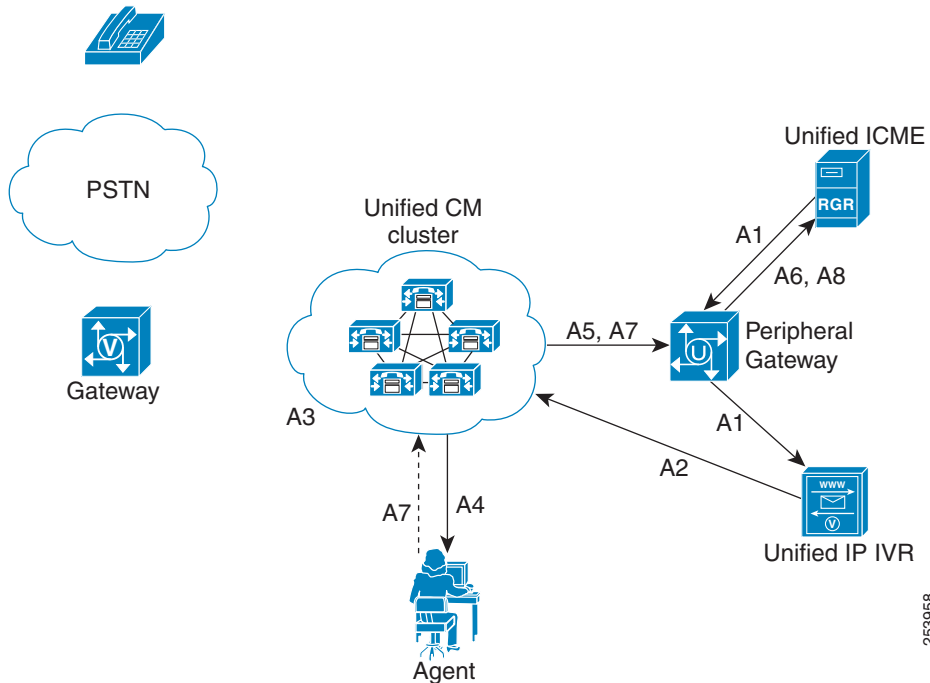 PSTN
V
Gateway
Unified CM
cluster
A3
A7
A4
Agent
A5, A7
Unified ICME
RGR
A1
A6, A8
U
Peripheral
Gateway
A1
A2
WWW
V
Unified IP IVR
253958